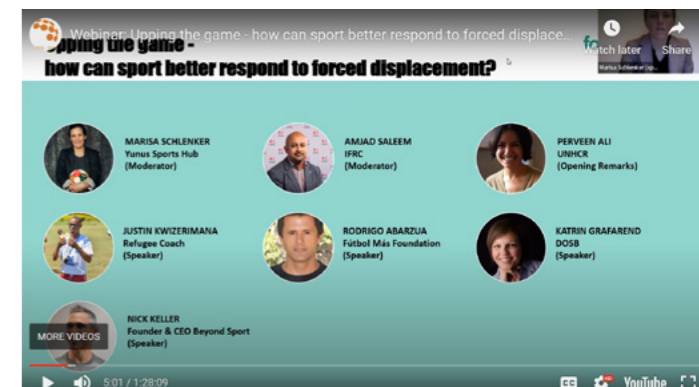 Webinar: Upping the game - how can sport better respond to forced displace...
Upping the game -
how can sport better respond to forced displacement?
Watch later
Share
MARISA SCHLENKER
Yunus Sports Hub
(Moderator)
AMJAD SALEEM
IFRC
(Moderator)
PERVEEN ALI
UNHCR
(Opening Remarks)
JUSTIN KWIZERIMANA
Refugee Coach
(Speaker)
RODRIGO ABARZUA
Fútbol Más Foundation
(Speaker)
KATRIN GRAFAREND
DOSB
(Speaker)
NICK KELLER
Founder & CEO Beyond Sport
(Speaker)
MORE VIDEOS
5:01 / 1:28:09
CC
YouTube